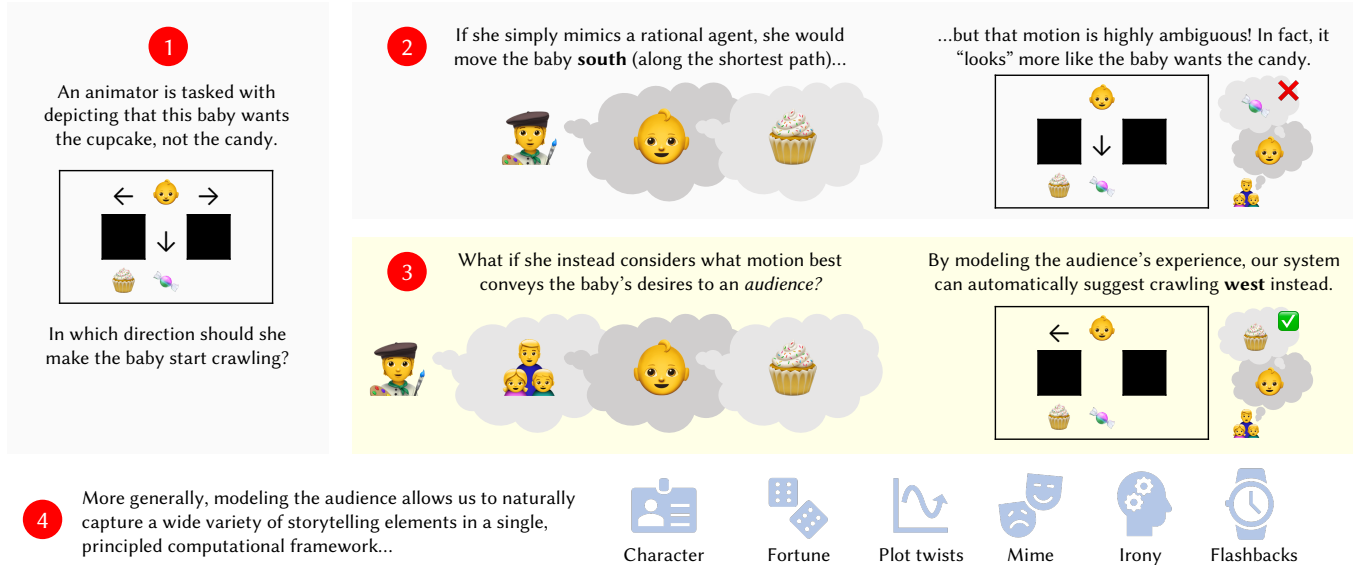 1
An animator is tasked with
depicting that this baby wants
the cupcake, not the candy.
In which direction should she
make the baby start crawling?
2
If she simply mimics a rational agent, she would
move the baby south (along the shortest path)...
...but that motion is highly ambiguous! In fact, it
“looks” more like the baby wants the candy.
3
What if she instead considers what motion best
conveys the baby’s desires to an audience?
By modeling the audience’s experience, our system
can automatically suggest crawling west instead.
4
More generally, modeling the audience allows us to naturally
capture a wide variety of storytelling elements in a single,
principled computational framework...
Character
Fortune
Plot twists
Mime
Irony
Flashbacks